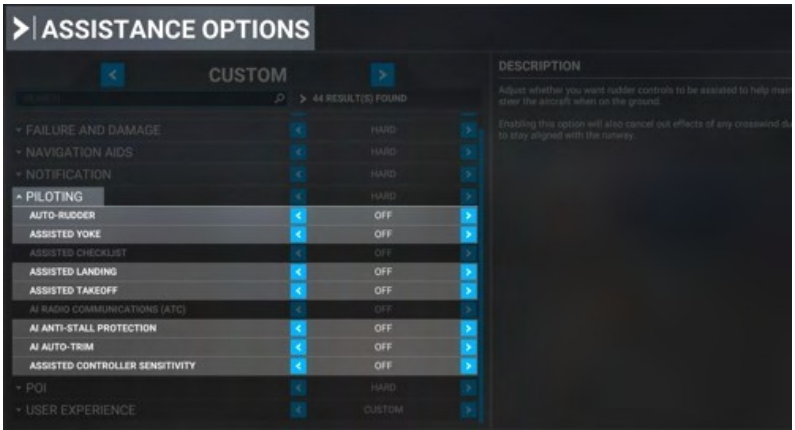 >| ASSISTANCE OPTIONS
CUSTOM
SEARCH
> 44 RESULT(S) FOUND
FAILURE AND DAMAGE HARD
NAVIGATION AIDS HARD
NOTIFICATION HARD
PILOTING HARD
AUTO-RUDDER OFF
ASSISTED YOKE OFF
ASSISTED CHECKLIST OFF
ASSISTED LANDING OFF
ASSISTED TAKEOFF OFF
AI RADIO COMMUNICATIONS (ATC) OFF
AI ANTI-STALL PROTECTION OFF
AI AUTO-TRIM OFF
ASSISTED CONTROLLER SENSITIVITY OFF
POI HARD
USER EXPERIENCE CUSTOM
DESCRIPTION
Adjust whether you want rudder controls to be assisted to help main
steer the aircraft when on the ground.
Enabling this option will also cancel out effects of any crosswind du
to stay aligned with the runway.